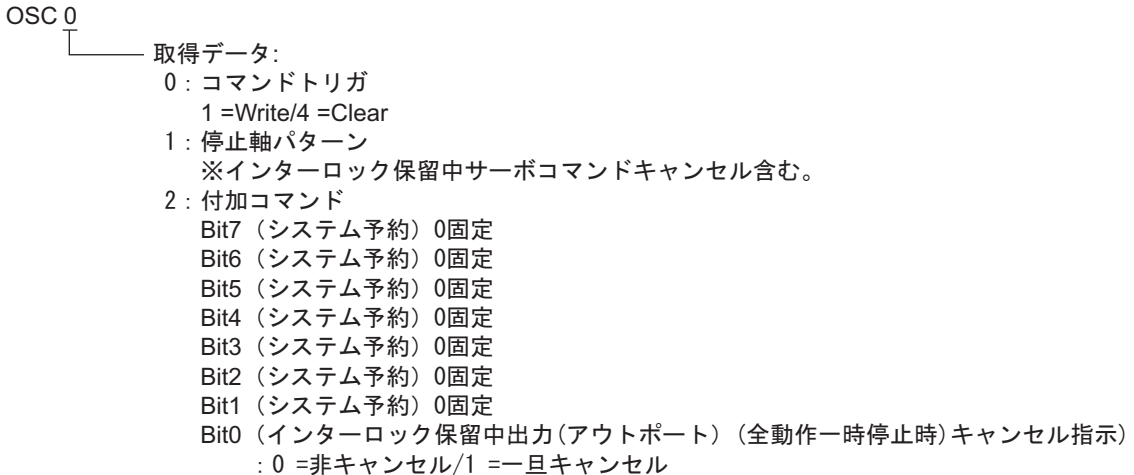 OSC 0
取得データ:
0：コマンドトリガ
1 =Write/4 =Clear
1：停止軸パターン
※インターロック保留中サーボコマンドキャンセル含む。
2：付加コマンド
Bit7（システム予約）0固定
Bit6（システム予約）0固定
Bit5（システム予約）0固定
Bit4（システム予約）0固定
Bit3（システム予約）0固定
Bit2（システム予約）0固定
Bit1（システム予約）0固定
Bit0（インターロック保留中出力(アウトポート)（全動作一時停止時)キャンセル指示)
：0 =非キャンセル/1 =一旦キャンセル